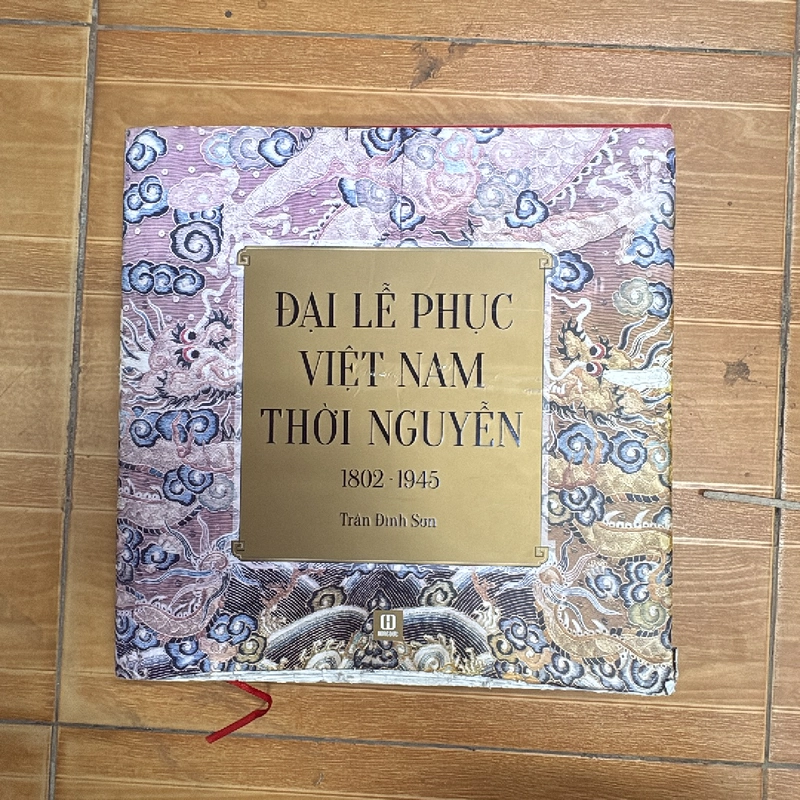 ĐẠI LỄ PHỤC
VIỆT NAM
THỜI NGUYỄN
1802 - 1945
Trần Đình Sơn